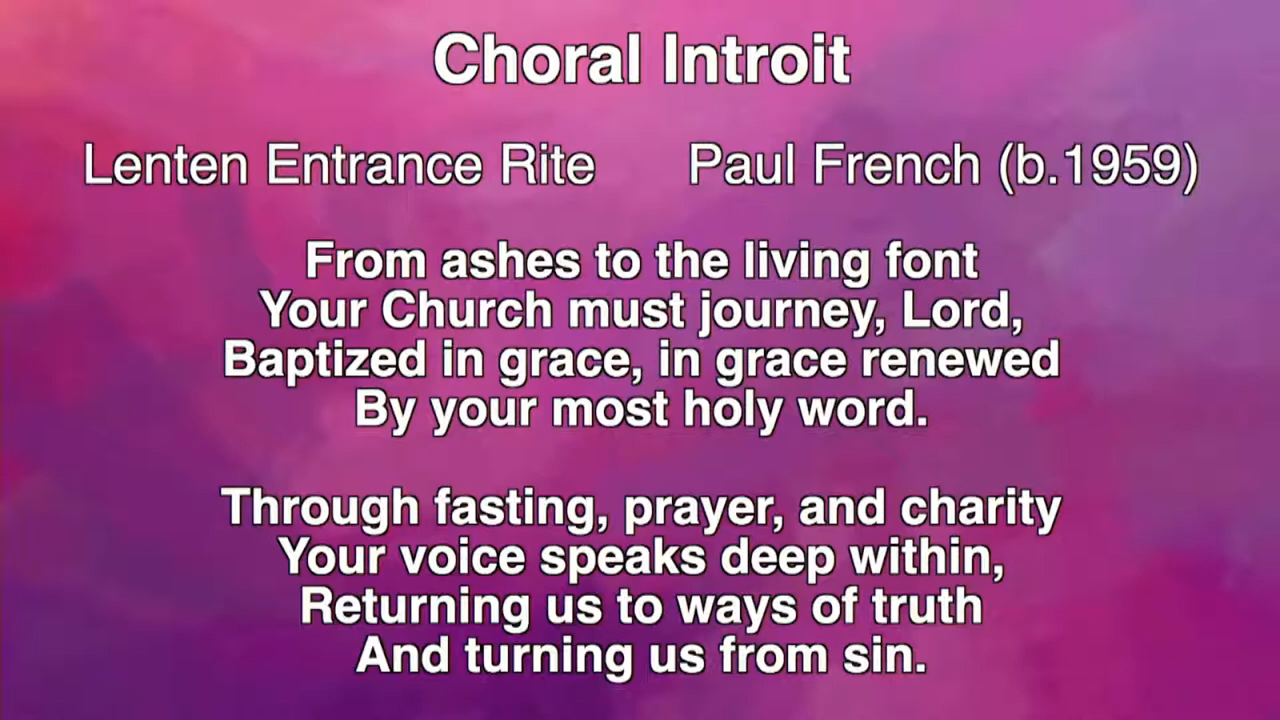 Choral Introit
Lenten Entrance Rite Paul French (b.1959)
From ashes to the living font
Your Church must journey, Lord,
Baptized in grace, in grace renewed
By your most holy word.
Through fasting, prayer, and charity
Your voice speaks deep within,
Returning us to ways of truth
And turning us from sin.